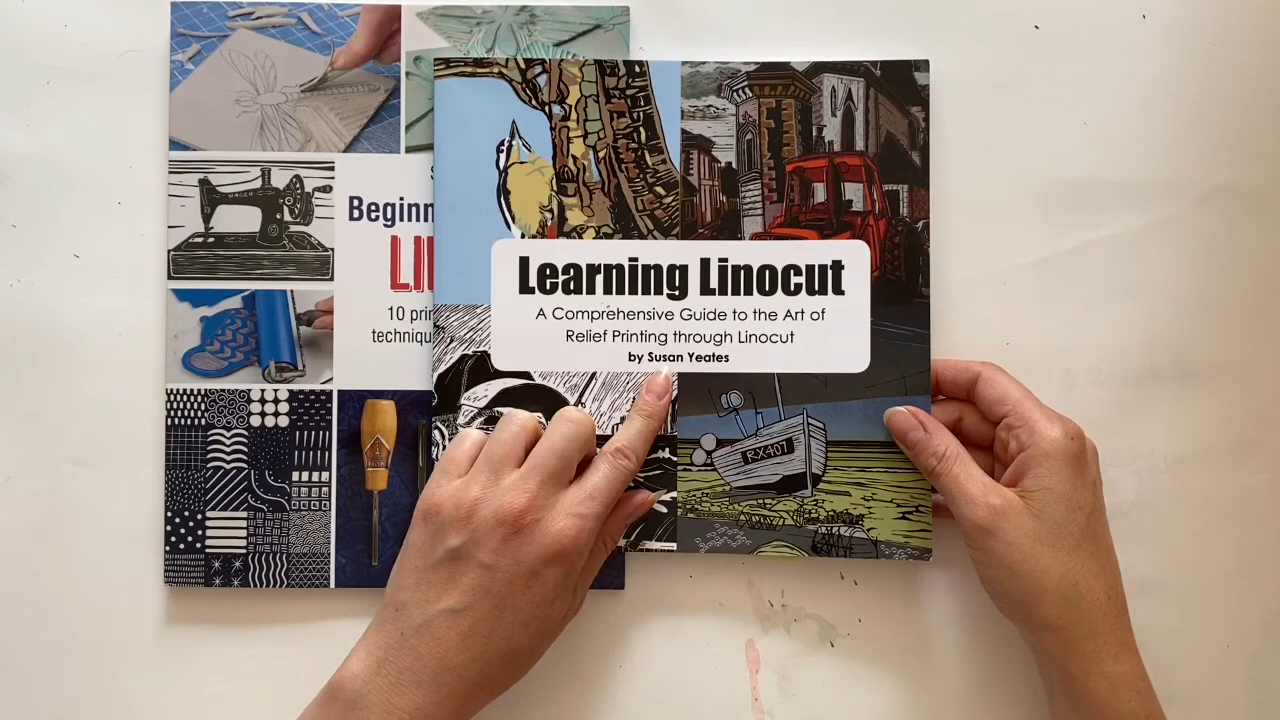 SINGER
Beginn
LI
10 prin
techniqu
Learning Linocut
A Comprehensive Guide to the Art of
Relief Printing through Linocut
by Susan Yeates
RX407